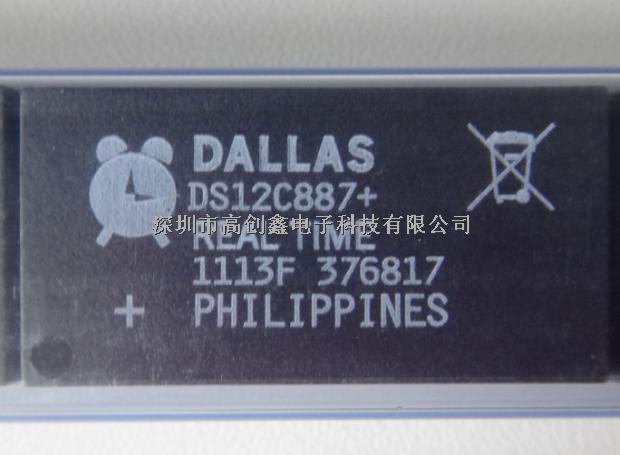 DALLAS
DS12C887+
深圳市高创鑫电子科技有限公司
REAL TIME
1113F 376817
+ PHILIPPINES